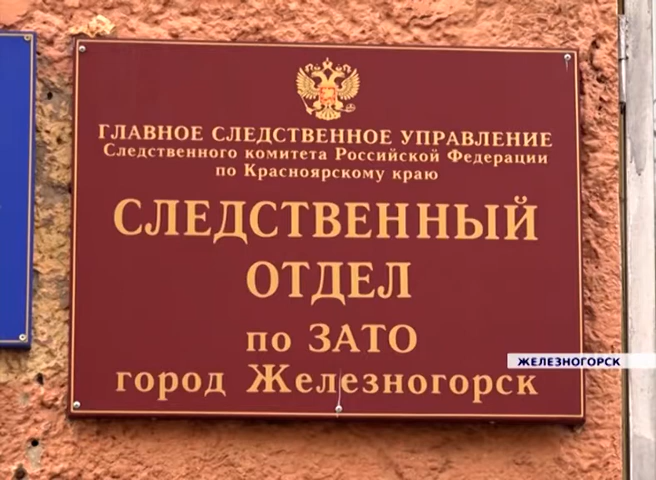 ГЛАВНОЕ СЛЕДСТВЕННОЕ УПРАВЛЕНИЕ
Следственного комитета Российской Федерации
по Красноярскому краю
СЛЕДСТВЕННЫЙ
ОТДЕЛ
по ЗАТО
ЖЕЛЕЗНОГОРСК
город Железногорск